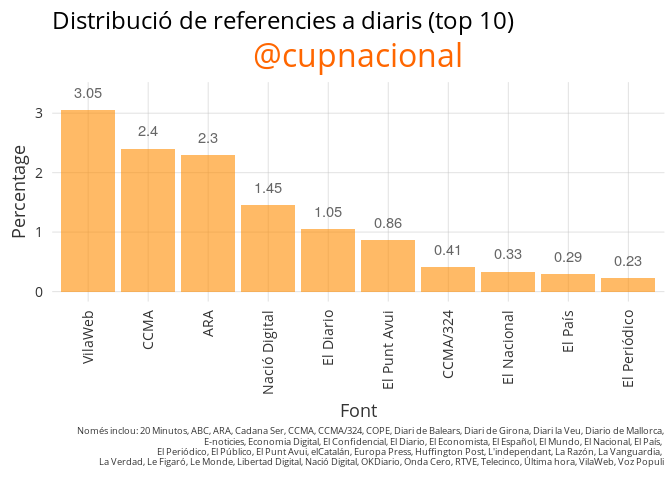 Distribució de referencies a diaris (top 10)
@cupnacional
3.05
2.4
2.3
1.45
1.05
0.86
0.41
0.33
0.29
0.23
Percentage
3
2
1
0
VilaWeb
CCMA
ARA
Nació Digital
El Diario
El Punt Avui
CCMA/324
El Nacional
El País
El Periódico
Font
Només inclou: 20 Minutos, ABC, ARA, Cadana Ser, CCMA, CCMA/324, COPE, Diari de Balears, Diari de Girona, Diari la Veu, Diario de Mallorca,
E-noticies, Economia Digital, El Confidencial, El Diario, El Economista, El Español, El Mundo, El Nacional, El País,
El Periódico, El Público, El Punt Avui, elCatalán, Europa Press, Huffington Post, L'independant, La Razón, La Vanguardia,
La Verdad, Le Figaró, Le Monde, Libertad Digital, Nació Digital, OKDiario, Onda Cero, RTVE, Telecinco, Última hora, VilaWeb, Voz Populi